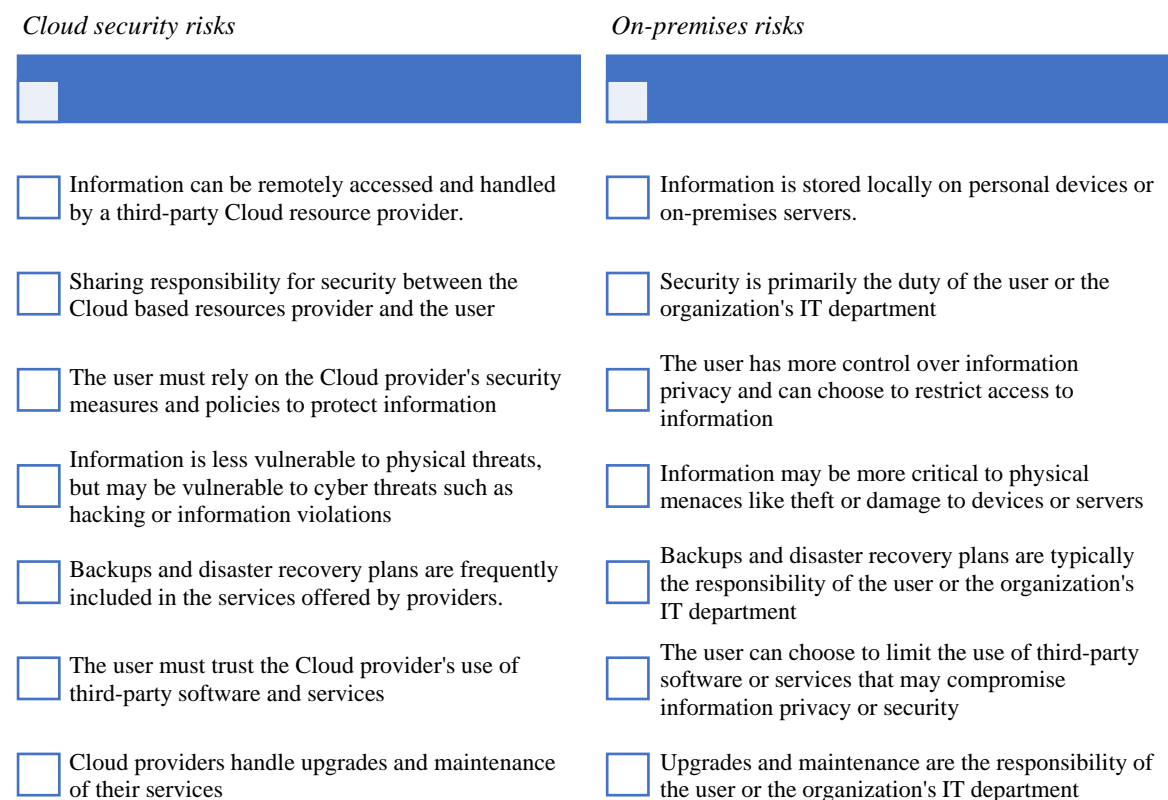 Cloud security risks
Information can be remotely accessed and handled
by a third-party Cloud resource provider.
Sharing responsibility for security between the
Cloud based resources provider and the user
The user must rely on the Cloud provider's security
measures and policies to protect information
Information is less vulnerable to physical threats,
but may be vulnerable to cyber threats such as
hacking or information violations
Backups and disaster recovery plans are frequently
included in the services offered by providers.
The user must trust the Cloud provider's use of
third-party software and services
Cloud providers handle upgrades and maintenance
of their services
On-premises risks
Information is stored locally on personal devices or
on-premises servers.
Security is primarily the duty of the user or the
organization's IT department
The user has more control over information
privacy and can choose to restrict access to
information
Information may be more critical to physical
menaces like theft or damage to devices or servers
Backups and disaster recovery plans are typically
the responsibility of the user or the organization's
IT department
The user can choose to limit the use of third-party
software or services that may compromise
information privacy or security
Upgrades and maintenance are the responsibility of
the user or the organization's IT department